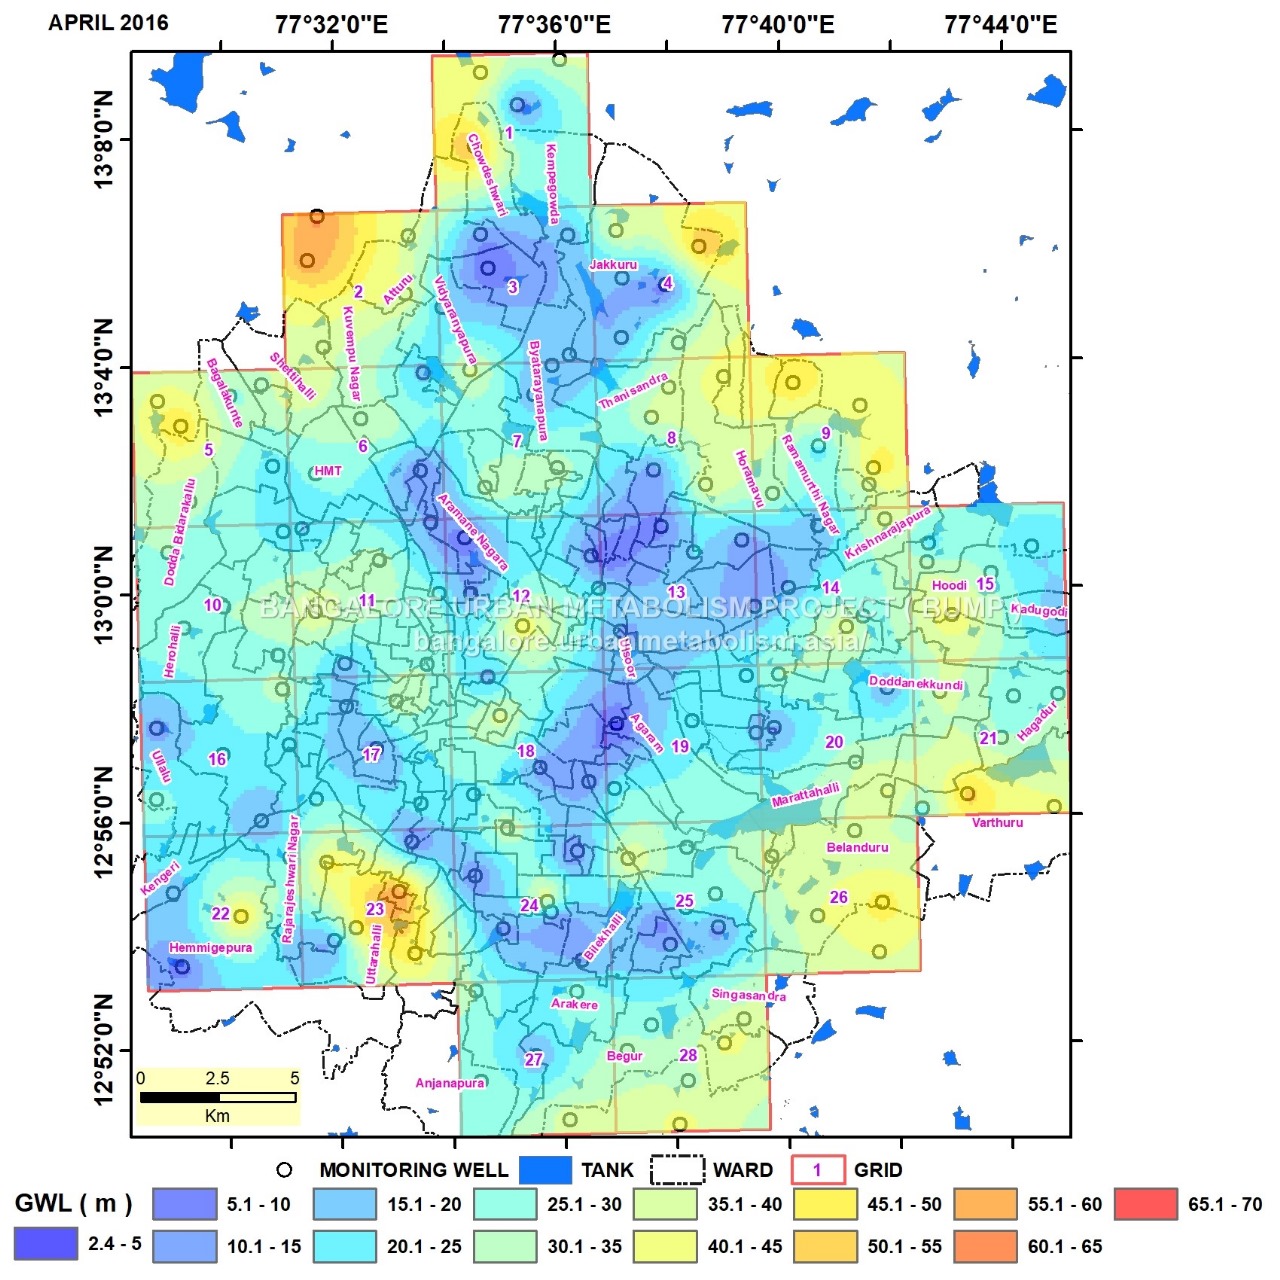 APRIL 2016
77°32'0"E
77°36'0"E
77°40'0"E
77°44'0"E
13°8'0"N
13°4'0"N
13°0'0"N
12°56'0"N
12°52'0"N
1
Chowdeshwari
Kempegowda
Jakkuru
2
Atturu
3
4
Vidyaranyapura
Kuvempu Nagar
Shettihalli
Bagalakunte
Byatarayanapura
Thanisandra
5
6
7
8
9
HMT
Horamavu
Ramamurthi Nagar
Dodda Bidarakallu
Aramane Nagara
Krishnarajapura
10
11
12
13
14
Hoodi
15
Kadugodi
BANGALORE URBAN METABOLISM PROJECT ( BUMP )
bangalore.urbanmetabolism.asia/
Herohalli
Ulsoor
Doddanekkundi
Agaram
Hagadur
16
17
18
19
20
21
Ullalu
Marattahalli
Varthuru
Rajarajeshwari Nagar
Belanduru
Kengeri
22
23
24
25
26
Hemmigepura
Uttarahalli
Bilekhalli
Arakere
Singasandra
27
Begur
28
Anjanapura
0 2.5 5
Km
MONITORING WELL
TANK
WARD
1 GRID
GWL ( m )
5.1 - 10
15.1 - 20
25.1 - 30
35.1 - 40
45.1 - 50
55.1 - 60
65.1 - 70
2.4 - 5
10.1 - 15
20.1 - 25
30.1 - 35
40.1 - 45
50.1 - 55
60.1 - 65